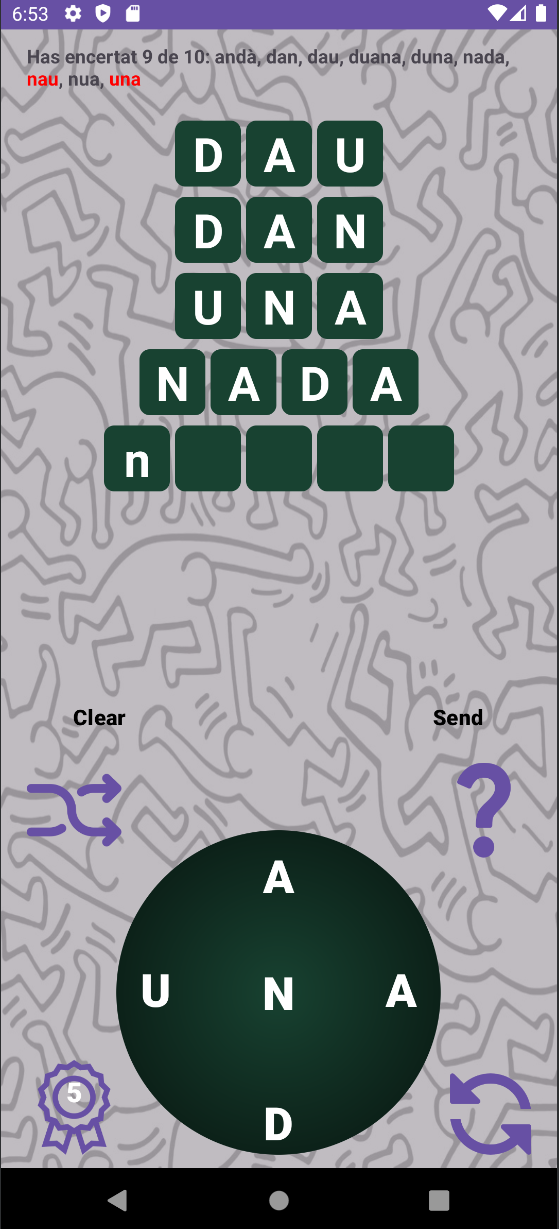 6:53
Has encertat 9 de 10: andà, dan, dau, duana, duna, nada,
nau, nua, una
D A U
D A N
U N A
N A D A
n
Clear
Send
A
U N A
D
5